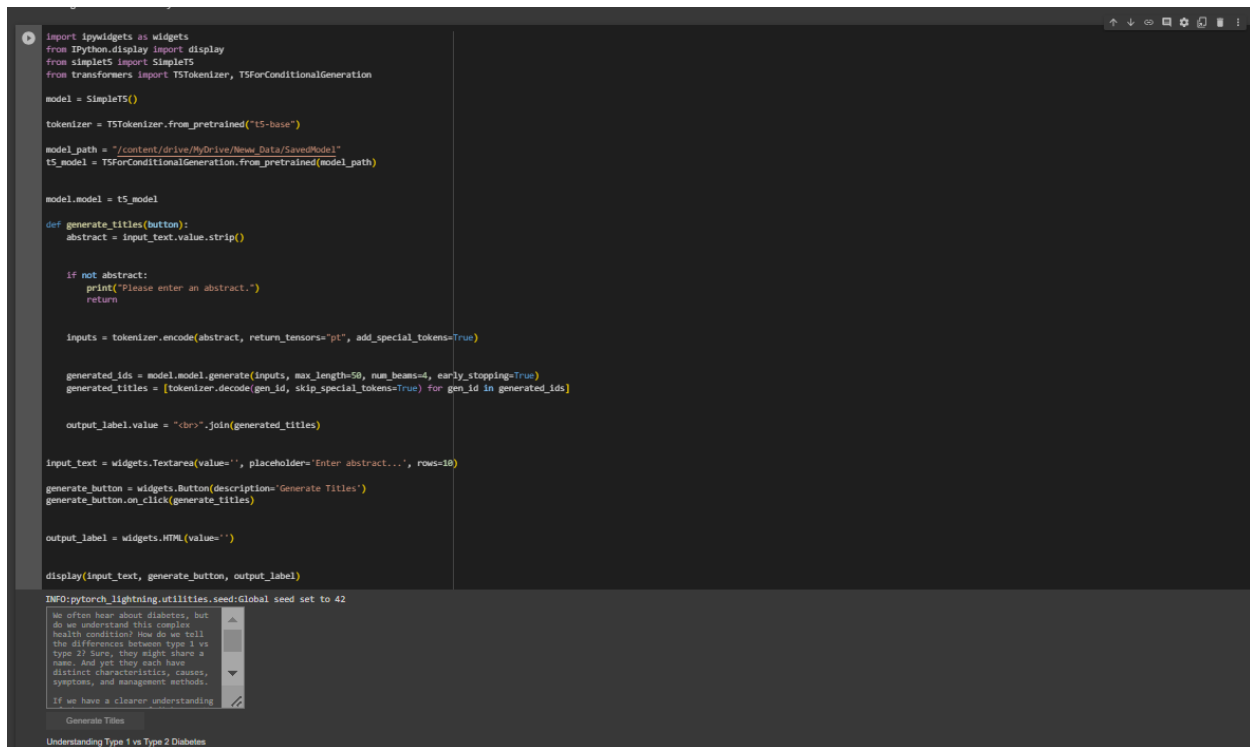 import ipywidgets as widgets
from IPython.display import display
from simplet5 import SimpleT5
from transformers import T5Tokenizer, T5ForConditionalGeneration
model = SimpleT5()
tokenizer = T5Tokenizer.from_pretrained("t5-base")
model_path = "/content/drive/MyDrive/Neww_Data/SavedModel"
t5_model = T5ForConditionalGeneration.from_pretrained(model_path)
model.model = t5_model
def generate_titles(button):
    abstract = input_text.value.strip()
    if not abstract:
        print("Please enter an abstract.")
        return
    inputs = tokenizer.encode(abstract, return_tensors="pt", add_special_tokens=True)
    generated_ids = model.model.generate(inputs, max_length=50, num_beams=4, early_stopping=True)
    generated_titles = [tokenizer.decode(gen_id, skip_special_tokens=True) for gen_id in generated_ids]
    output_label.value = "<br>".join(generated_titles)
input_text = widgets.Textarea(value='', placeholder='Enter abstract...', rows=10)
generate_button = widgets.Button(description='Generate Titles')
generate_button.on_click(generate_titles)
output_label = widgets.HTML(value='')
display(input_text, generate_button, output_label)
INFO:pytorch_lightning.utilities.seed:Global seed set to 42
We often hear about diabetes, but
do we understand this complex
health condition? How do we tell
the differences between type 1 vs
type 2? Sure, they might share a
name. And yet they each have
distinct characteristics, causes,
symptoms, and management methods.
If we have a clearer understanding
Generate Titles
Understanding Type 1 vs Type 2 Diabetes